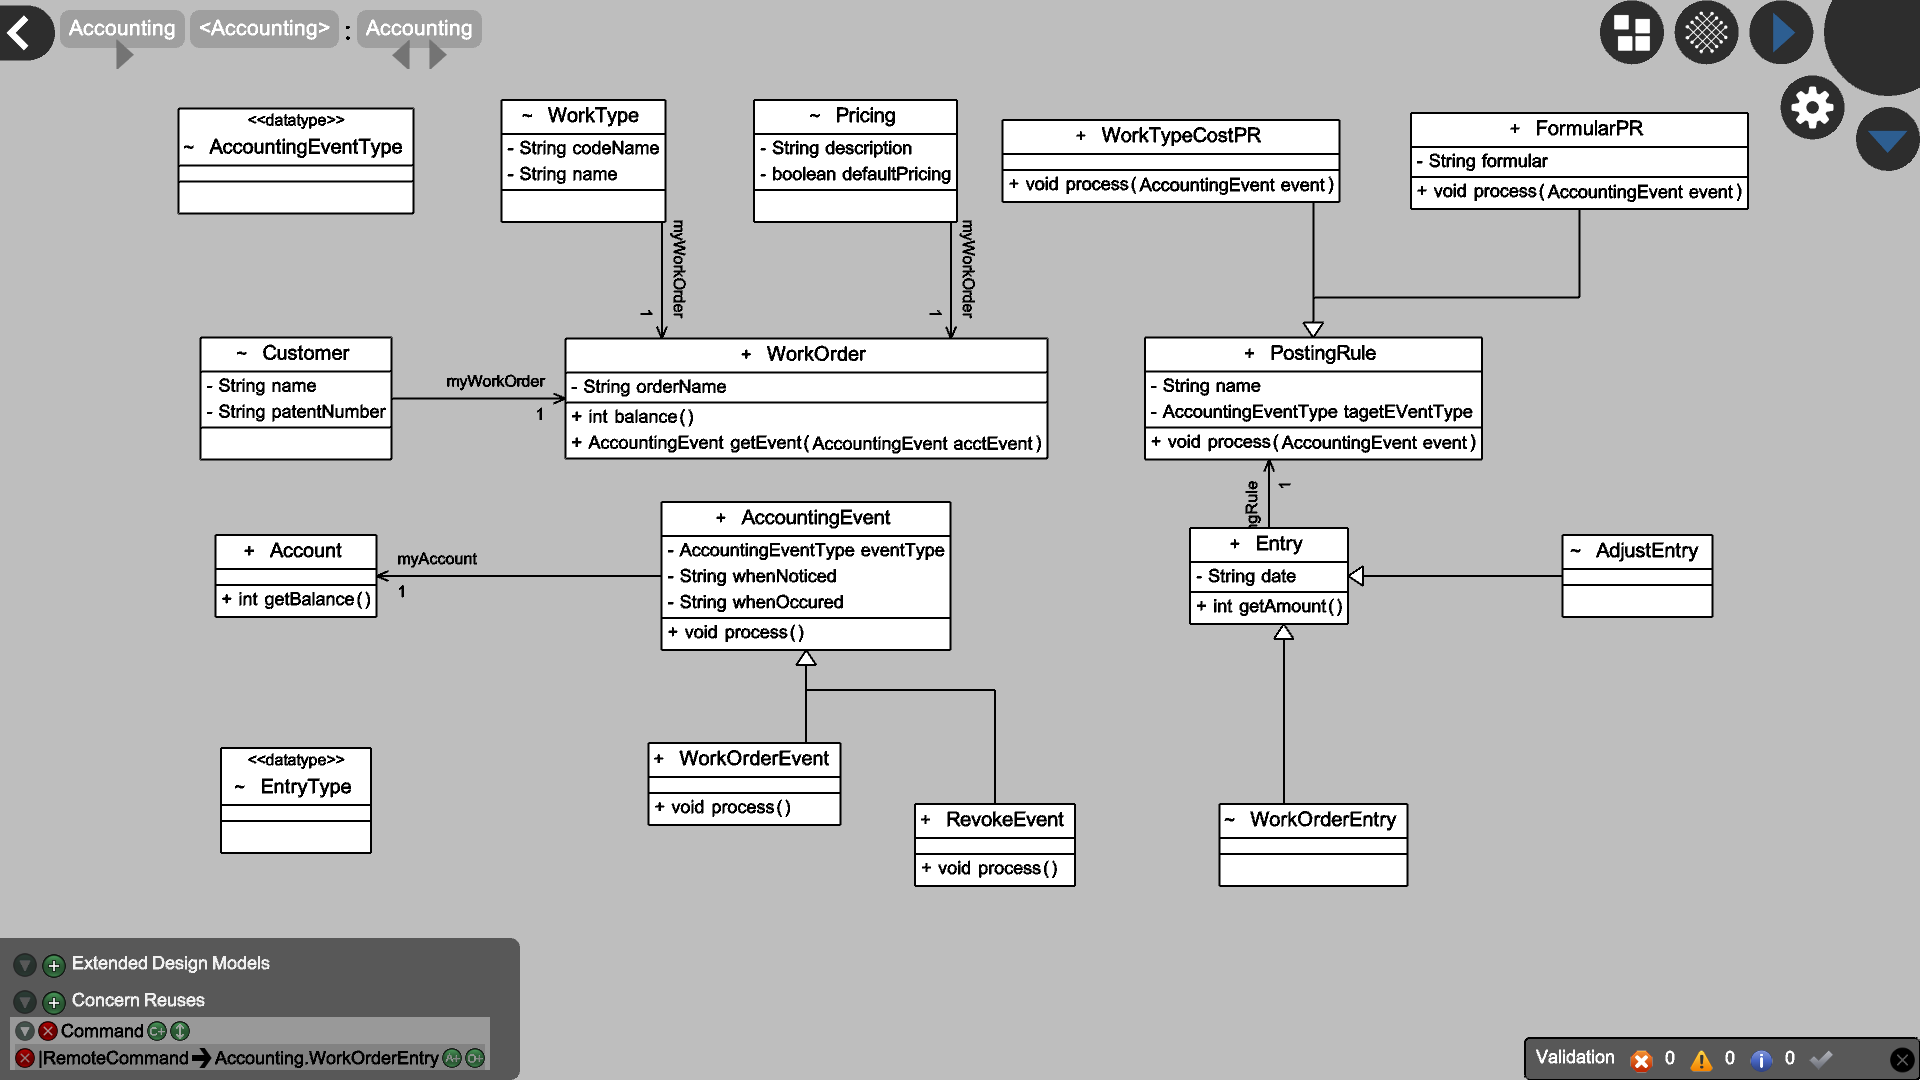 Accounting
<Accounting>
:
Accounting
<<datatype>>
~ AccountingEventType
~ WorkType
- String codeName
- String name
~ Pricing
- String description
- boolean defaultPricing
+ WorkTypeCostPR
+ void process(AccountingEvent event)
+ FormularPR
- String formular
+ void process(AccountingEvent event)
myWorkOrder
1
myWorkOrder
1
~ Customer
- String name
- String patentNumber
myWorkOrder
1
+ WorkOrder
- String orderName
+ int balance()
+ AccountingEvent getEvent(AccountingEvent acctEvent)
+ PostingRule
- String name
- AccountingEventType tagetEVentType
+ void process(AccountingEvent event)
ngRule
1
+ Account
+ int getBalance()
myAccount
1
+ AccountingEvent
- AccountingEventType eventType
- String whenNoticed
- String whenOccured
+ void process()
+ Entry
- String date
+ int getAmount()
~ AdjustEntry
<<datatype>>
~ EntryType
+ WorkOrderEvent
+ void process()
+ RevokeEvent
+ void process()
~ WorkOrderEntry
Extended Design Models
Concern Reuses
Command C+
|RemoteCommand Accounting.WorkOrderEntry A+ O+
Validation 0 0 0